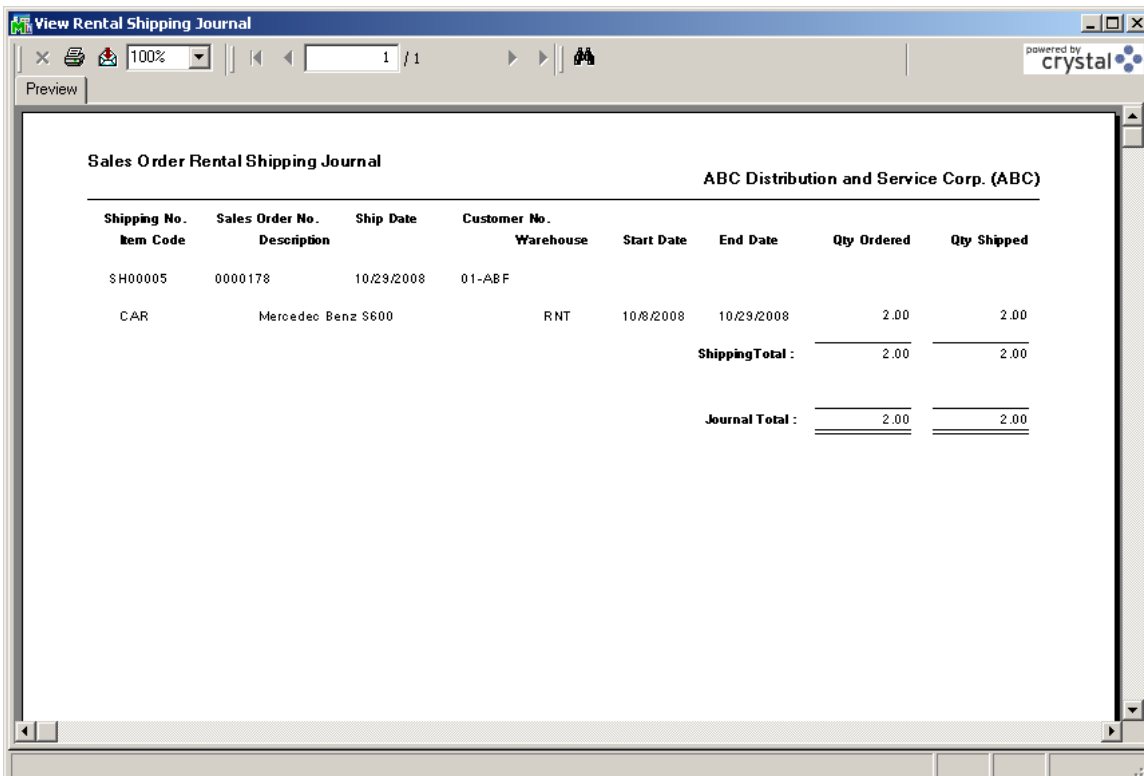 View Rental Shipping Journal
100% 1 / 1 powered by crystal
Preview
Sales Order Rental Shipping Journal
ABC Distribution and Service Corp. (ABC)
Shipping No. Sales Order No. Ship Date Customer No.
Item Code Description Warehouse Start Date End Date Qty Ordered Qty Shipped
SH00005 0000178 10/29/2008 01-ABF
CAR Mercedec Benz S600 RNT 10/8/2008 10/29/2008 2.00 2.00
Shipping Total : 2.00 2.00
Journal Total : 2.00 2.00